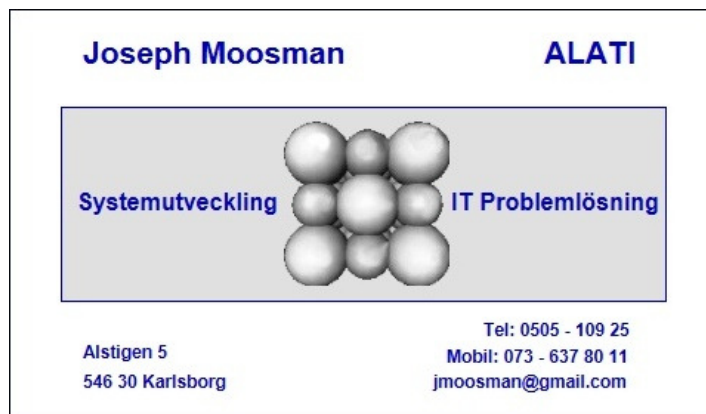 Joseph Moosman ALATI
Systemutveckling IT Problemlösning
Alstigen 5
546 30 Karlsborg
Tel: 0505 - 109 25
Mobil: 073 - 637 80 11
jmoosman@gmail.com